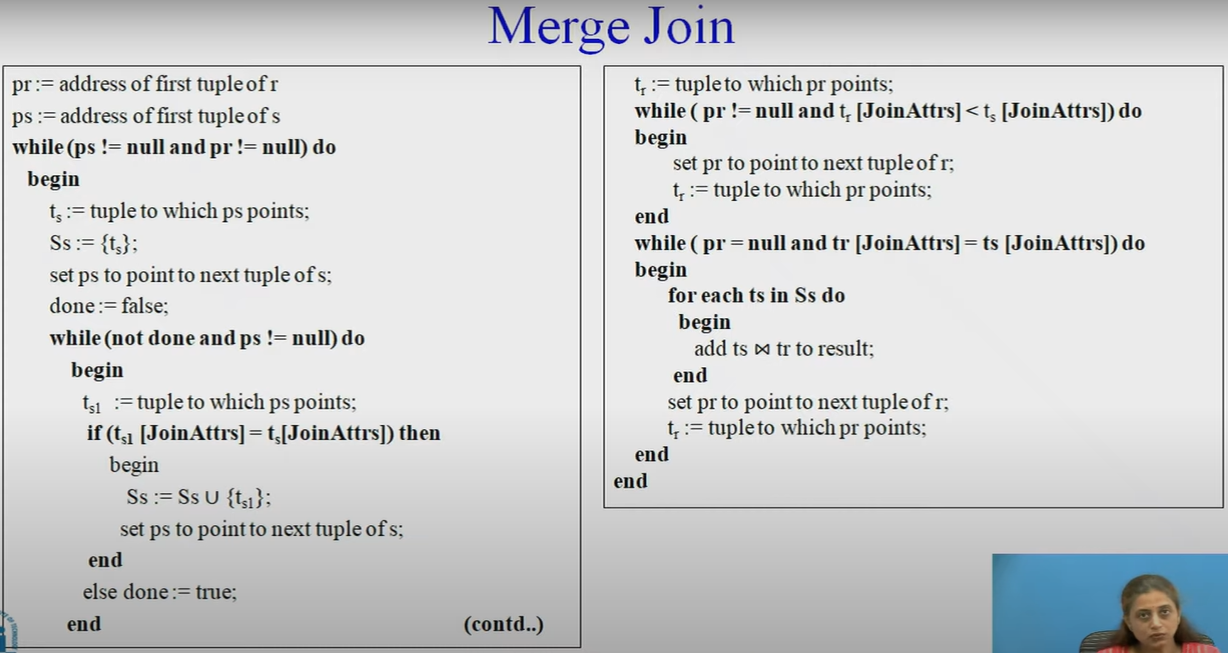 Merge Join
pr := address of first tuple of r
ps := address of first tuple of s
while (ps != null and pr != null) do
begin
tₛ := tuple to which ps points;
Ss := {tₛ};
set ps to point to next tuple of s;
done := false;
while (not done and ps != null) do
begin
tₛ₁ := tuple to which ps points;
if (tₛ₁ [JoinAttrs] = tₛ[JoinAttrs]) then
begin
Ss := Ss ∪ {tₛ₁};
set ps to point to next tuple of s;
end
else done := true;
end
(contd..)
tᵣ := tuple to which pr points;
while ( pr != null and tᵣ [JoinAttrs] < tₛ [JoinAttrs]) do
begin
set pr to point to next tuple of r;
tᵣ := tuple to which pr points;
end
while ( pr = null and tr [JoinAttrs] = ts [JoinAttrs]) do
begin
for each ts in Ss do
begin
add ts ⋈ tr to result;
end
set pr to point to next tuple of r;
tᵣ := tuple to which pr points;
end
end